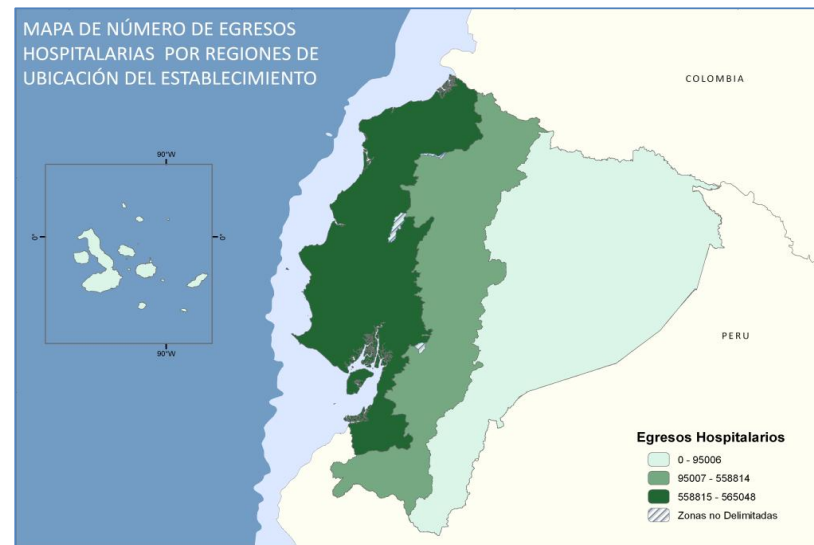 MAPA DE NÚMERO DE EGRESOS
HOSPITALARIAS POR REGIONES DE
UBICACIÓN DEL ESTABLECIMIENTO
COLOMBIA
90°W
0°
0°
90°W
PERU
Egresos Hospitalarios
0 - 95006
95007 - 558814
558815 - 565048
Zonas no Delimitadas